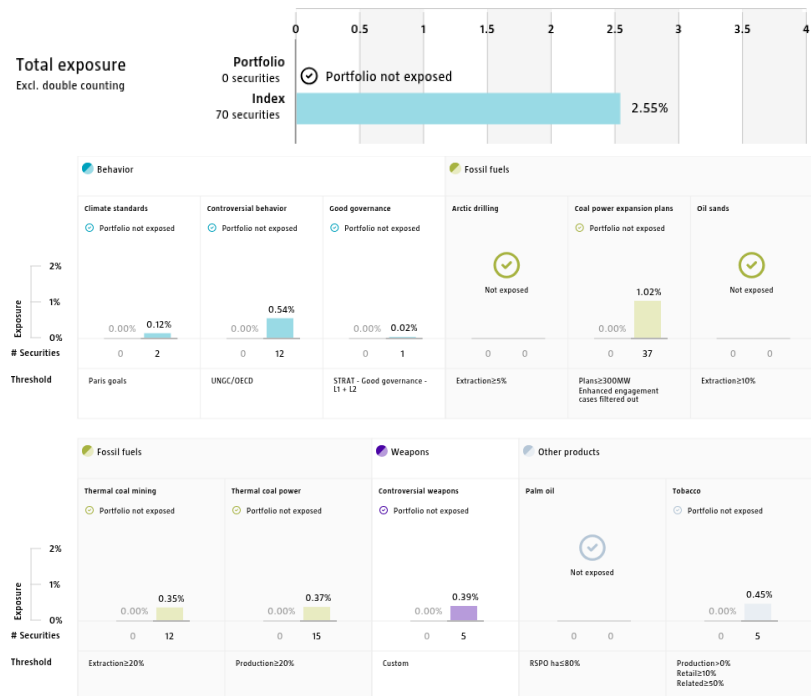 0 0.5 1 1.5 2 2.5 3 3.5 4
Total exposure
Excl. double counting
Portfolio
0 securities
Portfolio not exposed
Index
70 securities
2.55%
Behavior
Fossil fuels
Climate standards
Controversial behavior
Good governance
Arctic drilling
Coal power expansion plans
Oil sands
Portfolio not exposed
Portfolio not exposed
Portfolio not exposed
Portfolio not exposed
Not exposed
Not exposed
Exposure
2%
1%
0%
0.00% 0.12%
0.00% 0.54%
0.00% 0.02%
0.00% 1.02%
# Securities
0 2
0 12
0 1
0 0
0 37
0 0
Threshold
Paris goals
UNGC/OECD
STRAT - Good governance -
L1 + L2
Extraction≥5%
Plans≥300MW
Enhanced engagement
cases filtered out
Extraction≥10%
Fossil fuels
Weapons
Other products
Thermal coal mining
Thermal coal power
Controversial weapons
Palm oil
Tobacco
Portfolio not exposed
Portfolio not exposed
Portfolio not exposed
Portfolio not exposed
Not exposed
Exposure
2%
1%
0%
0.00% 0.35%
0.00% 0.37%
0.00% 0.39%
0.00% 0.45%
# Securities
0 12
0 15
0 5
0 0
0 5
Threshold
Extraction≥20%
Production≥20%
Custom
RSPO ha≤80%
Production>0%
Retail≥10%
Related≥50%